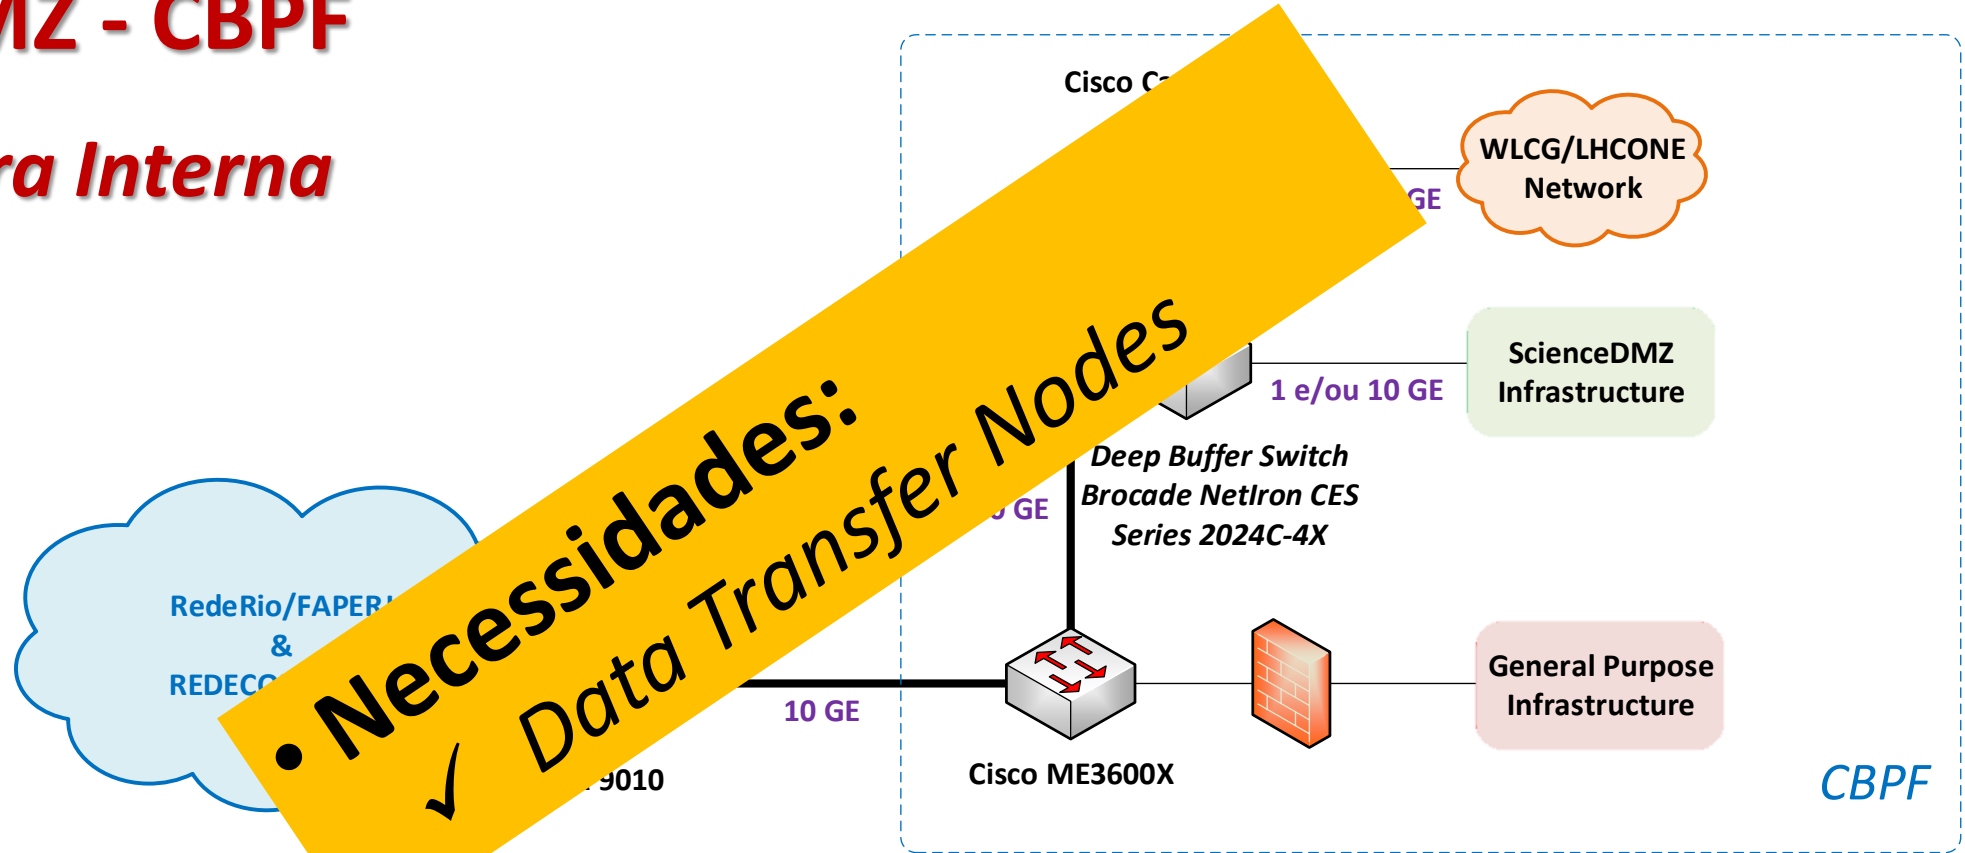 MZ - CBPF
ra Interna
Cisco Ca
WLCG/LHCONE
Network
GE
ScienceDMZ
Infrastructure
1 e/ou 10 GE
Deep Buffer Switch
Brocade NetIron CES
Series 2024C-4X
GE
• Necessidades:
✓ Data Transfer Nodes
RedeRio/FAPERJ
&
REDECO
10 GE
General Purpose
Infrastructure
9010
Cisco ME3600X
CBPF